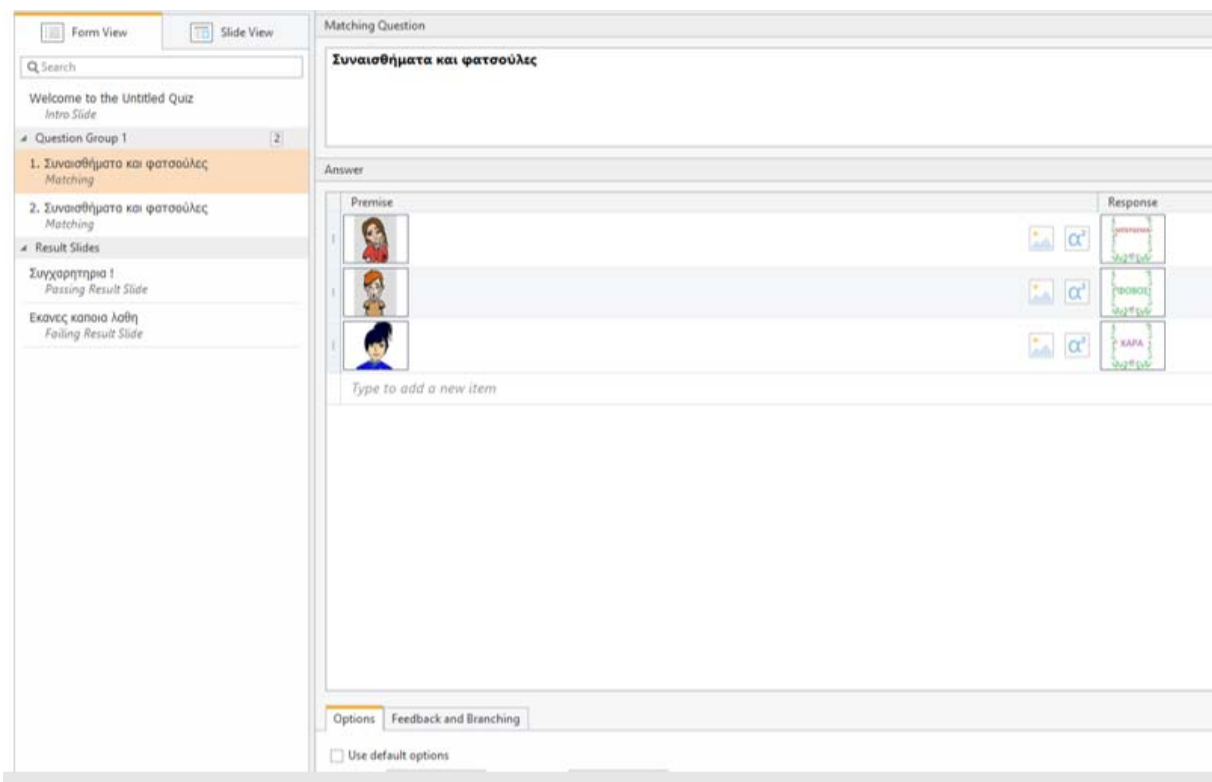 Form View
Slide View
Search
Welcome to the Untitled Quiz
Intro Slide
Question Group 1
2
1. Συναισθήματα και φατσούλες
Matching
2. Συναισθήματα και φατσούλες
Matching
Result Slides
Συγχαρητηρια !
Passing Result Slide
Εκανες καποια λαθη
Failing Result Slide
Matching Question
Συναισθήματα και φατσούλες
Answer
Premise
Response
α²
α²
ΦΟΒΟΣ
α²
ΧΑΡΑ
Type to add a new item
Options
Feedback and Branching
Use default options